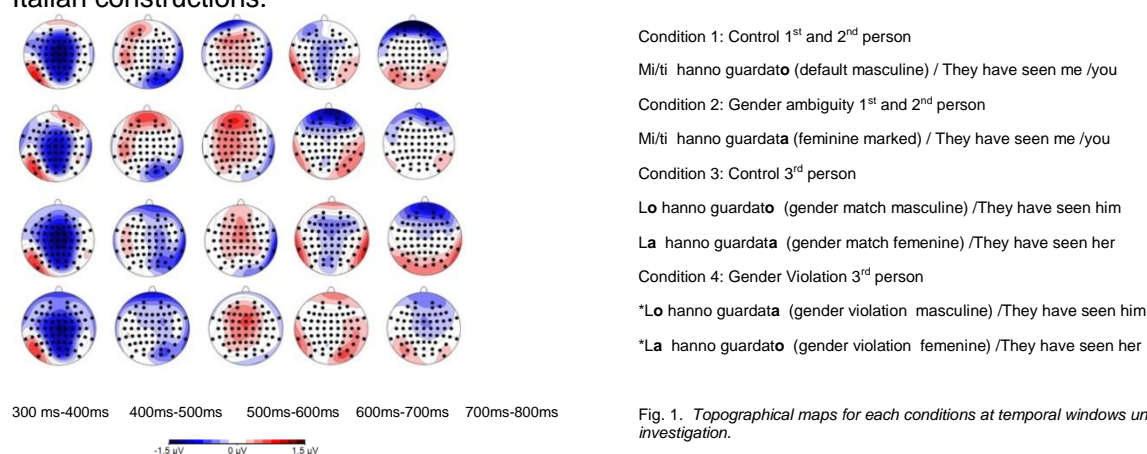 Italian constructions.
Condition 1: Control 1st and 2nd person
Mi/ti hanno guardato (default masculine) / They have seen me /you
Condition 2: Gender ambiguity 1st and 2nd person
Mi/ti hanno guardata (feminine marked) / They have seen me /you
Condition 3: Control 3rd person
Lo hanno guardato (gender match masculine) /They have seen him
La hanno guardata (gender match femenine) /They have seen her
Condition 4: Gender Violation 3rd person
*Lo hanno guardata (gender violation masculine) /They have seen him
*La hanno guardato (gender violation femenine) /They have seen her
300 ms-400ms 400ms-500ms 500ms-600ms 600ms-700ms 700ms-800ms
-1.5 µV 0 µV 1.5 µV
Fig. 1. Topographical maps for each conditions at temporal windows un
investigation.